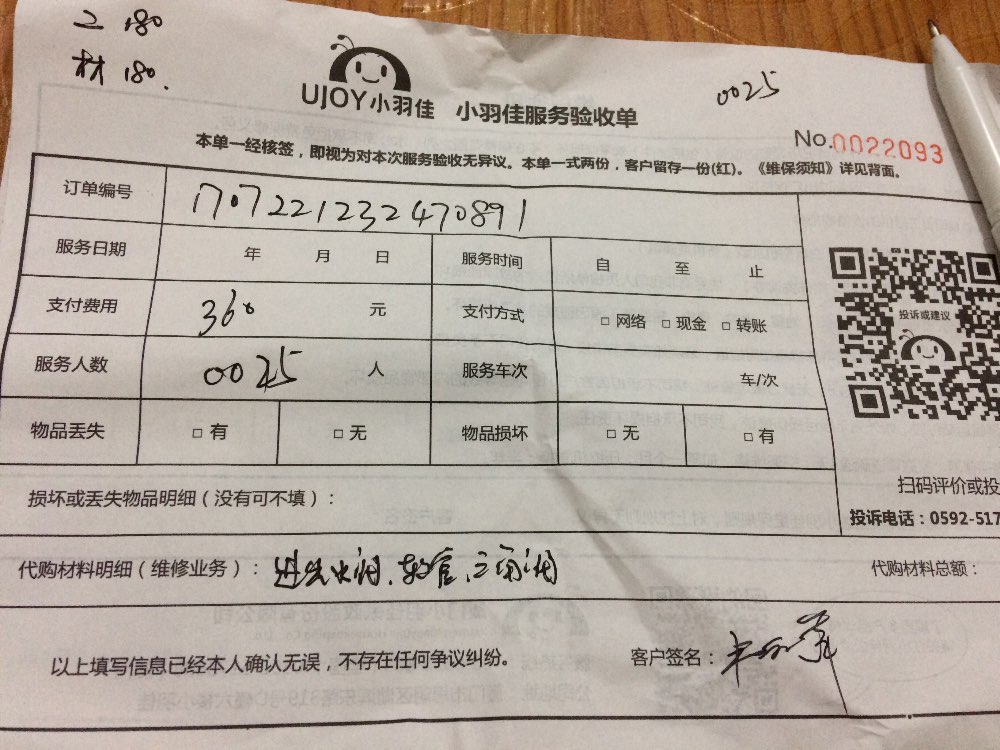 工 180
材 180.
0025
UJOY小羽佳 小羽佳服务验收单
No.0022093
本单一经核签，即视为对本次服务验收无异议。本单一式两份，客户留存一份(红)。《维保须知》详见背面。
订单编号 1707221232470891
服务日期 年 月 日 服务时间 自 至 止
支付费用 360 元 支付方式 □ 网络 □ 现金 □ 转账
投诉或建议
服务人数 0025 人 服务车次 车/次
物品丢失 □ 有 □ 无 物品损坏 □ 无 □ 有
扫码评价或投
损坏或丢失物品明细（没有可不填）：
投诉电话：0592-517
代购材料明细（维修业务）： 进先水阀、软管、三角阀
代购材料总额：
以上填写信息已经本人确认无误，不存在任何争议纠纷。 客户签名：